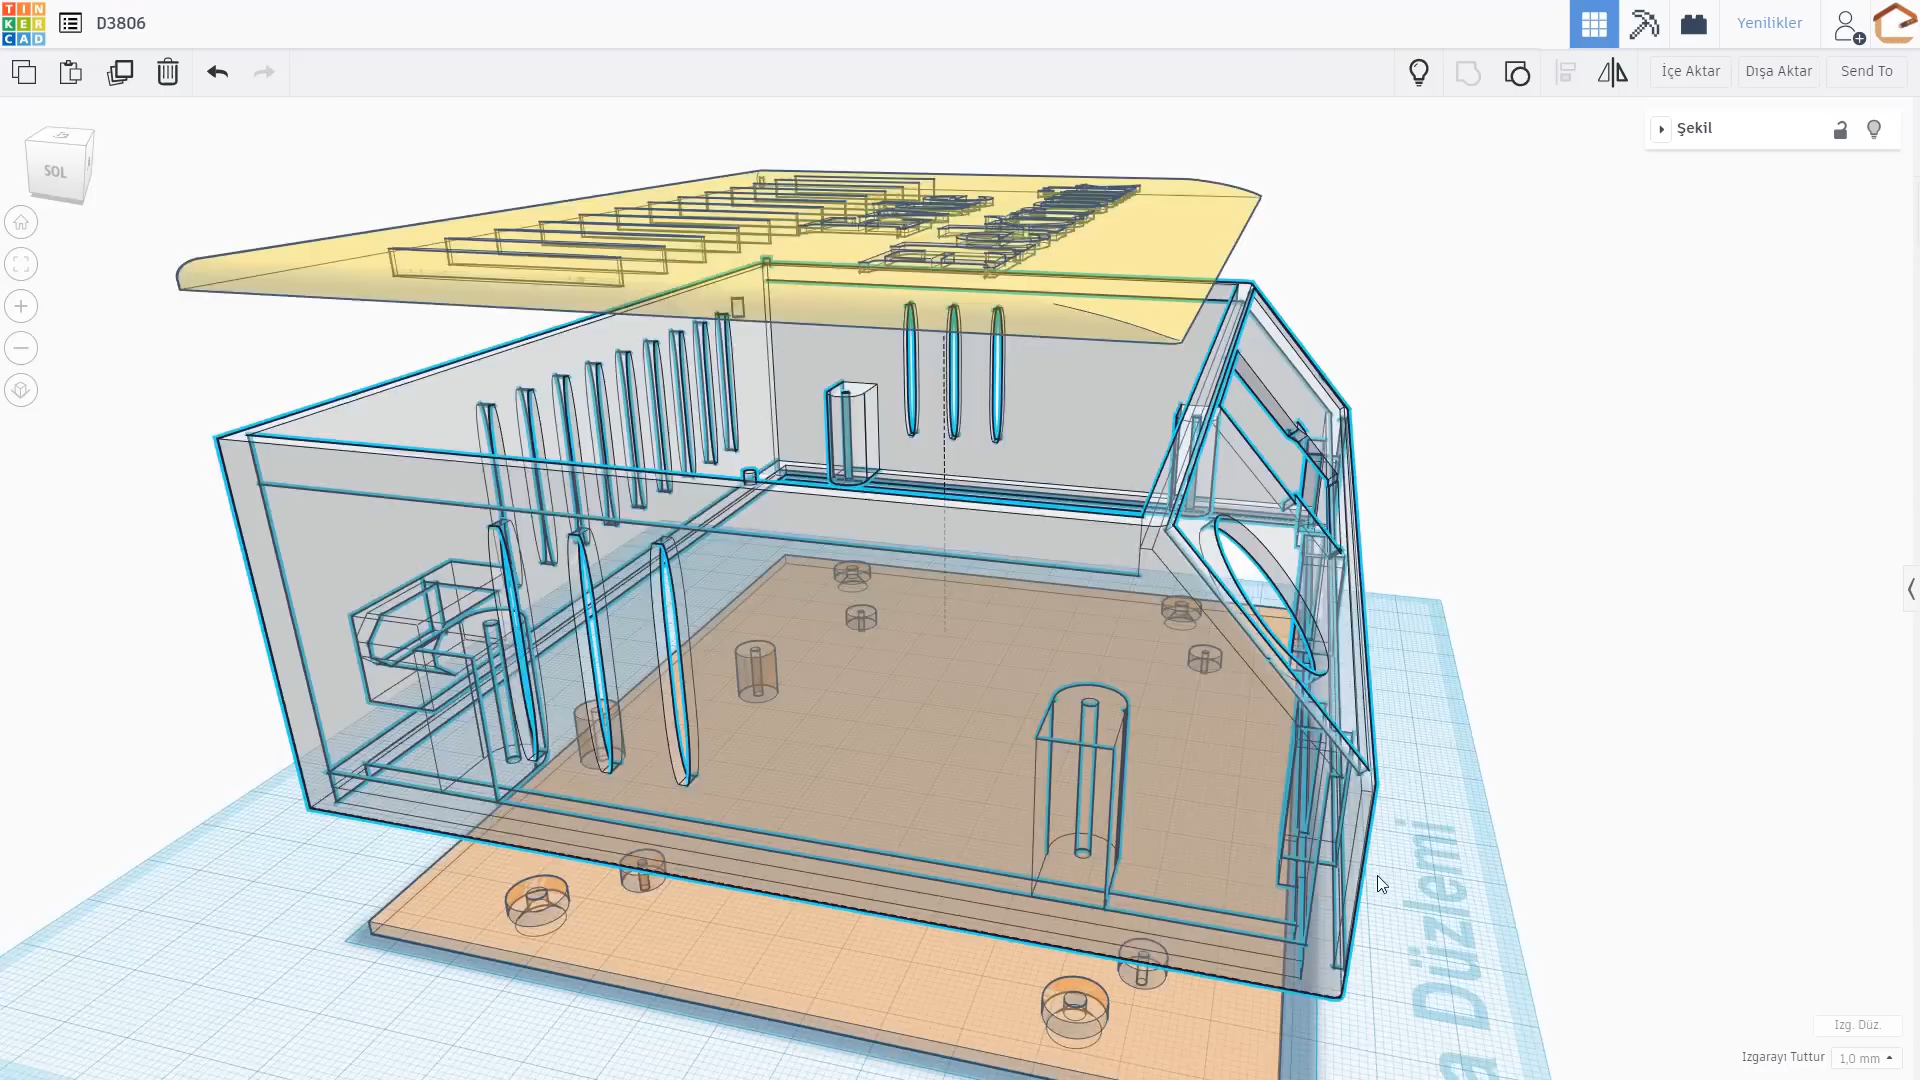 TIN
KER
CAD
D3806
Yenilikler
İçe Aktar
Dışa Aktar
Send To
Şekil
SOL
Düzlemi
Izg. Düz.
Izgarayı Tuttur
1,0 mm